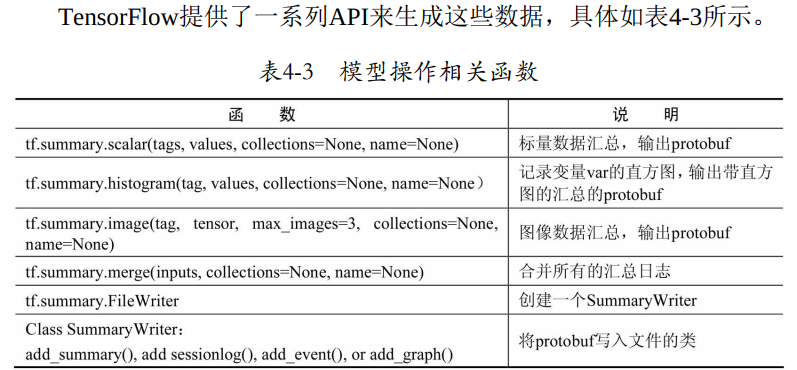 TensorFlow提供了一系列API来生成这些数据，具体如表4-3所示。
表4-3 模型操作相关函数
函 数 说 明
tf.summary.scalar(tags, values, collections=None, name=None) 标量数据汇总，输出protobuf
tf.summary.histogram(tag, values, collections=None, name=None） 记录变量var的直方图，输出带直方
图的汇总的protobuf
tf.summary.image(tag, tensor, max_images=3, collections=None,
name=None) 图像数据汇总，输出protobuf
tf.summary.merge(inputs, collections=None, name=None) 合并所有的汇总日志
tf.summary.FileWriter 创建一个SummaryWriter
Class SummaryWriter：
add_summary(), add sessionlog(), add_event(), or add_graph() 将protobuf写入文件的类